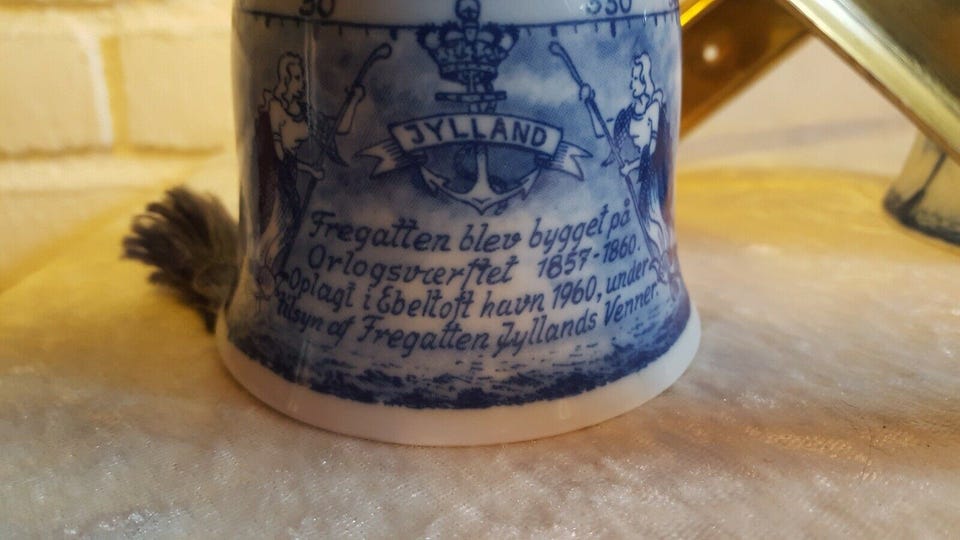 30 330
JYLLAND
Fregatten blev bygget på
Orlogsværftet 1857-1860.
Oplagt i Ebeltoft havn 1960, under
tilsyn af Fregatten Jyllands Venner.